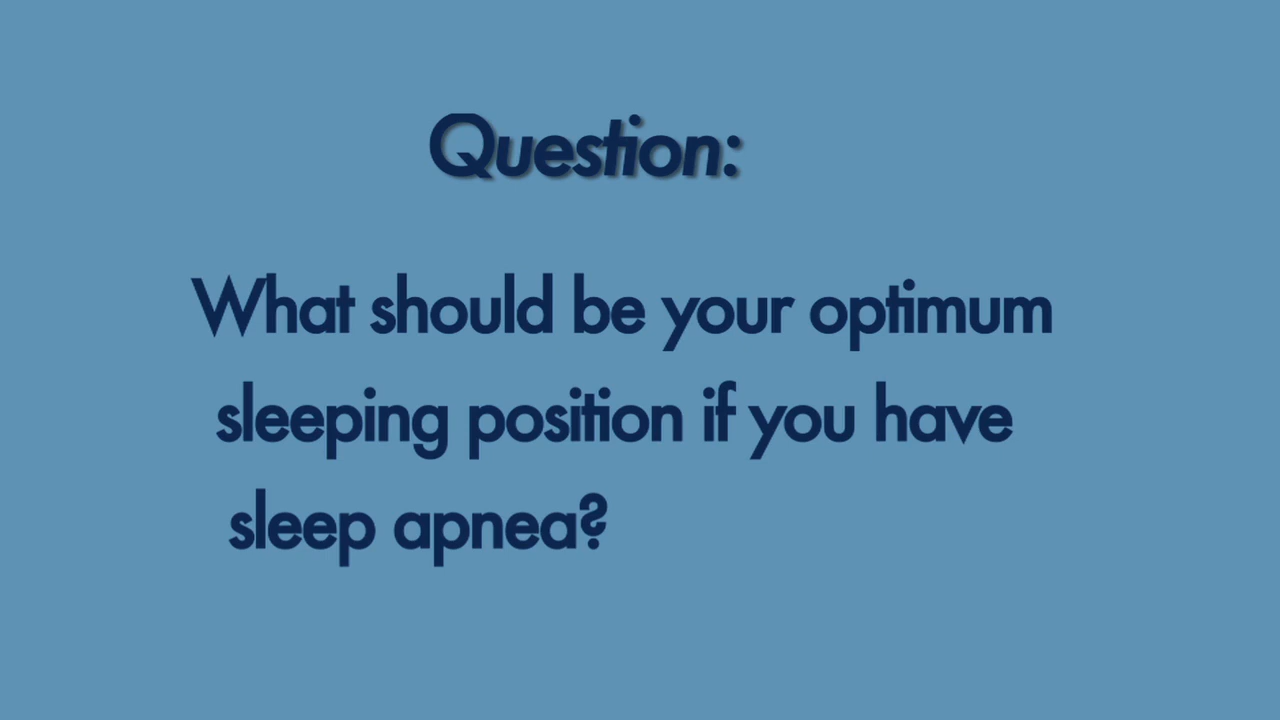 Question:
What should be your optimum
sleeping position if you have
sleep apnea?